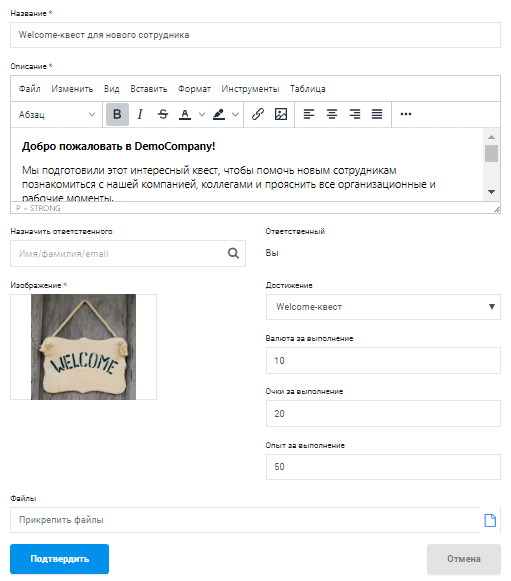 Название *
Welcome-квест для нового сотрудника
Описание *
Файл Изменить Вид Вставить Формат Инструменты Таблица
Абзац B I S A
Добро пожаловать в DemoCompany!
Мы подготовили этот интересный квест, чтобы помочь новым сотрудникам
познакомиться с нашей компанией, коллегами и прояснить все организационные и
рабочие моменты.
P » STRONG
Назначить ответственного
Имя/фамилия/email
Ответственный
Вы
Изображение *
WELCOME
Достижение
Welcome-квест
Валюта за выполнение
10
Очки за выполнение
20
Опыт за выполнение
50
Файлы
Прикрепить файлы
Подтвердить
Отмена